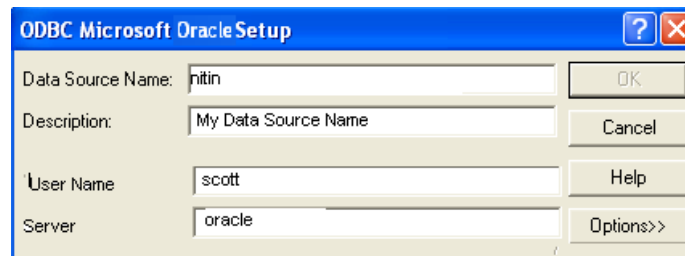 ODBC Microsoft Oracle Setup
Data Source Name: nitin
OK
Description: My Data Source Name
Cancel
User Name scott
Help
Server oracle
Options>>